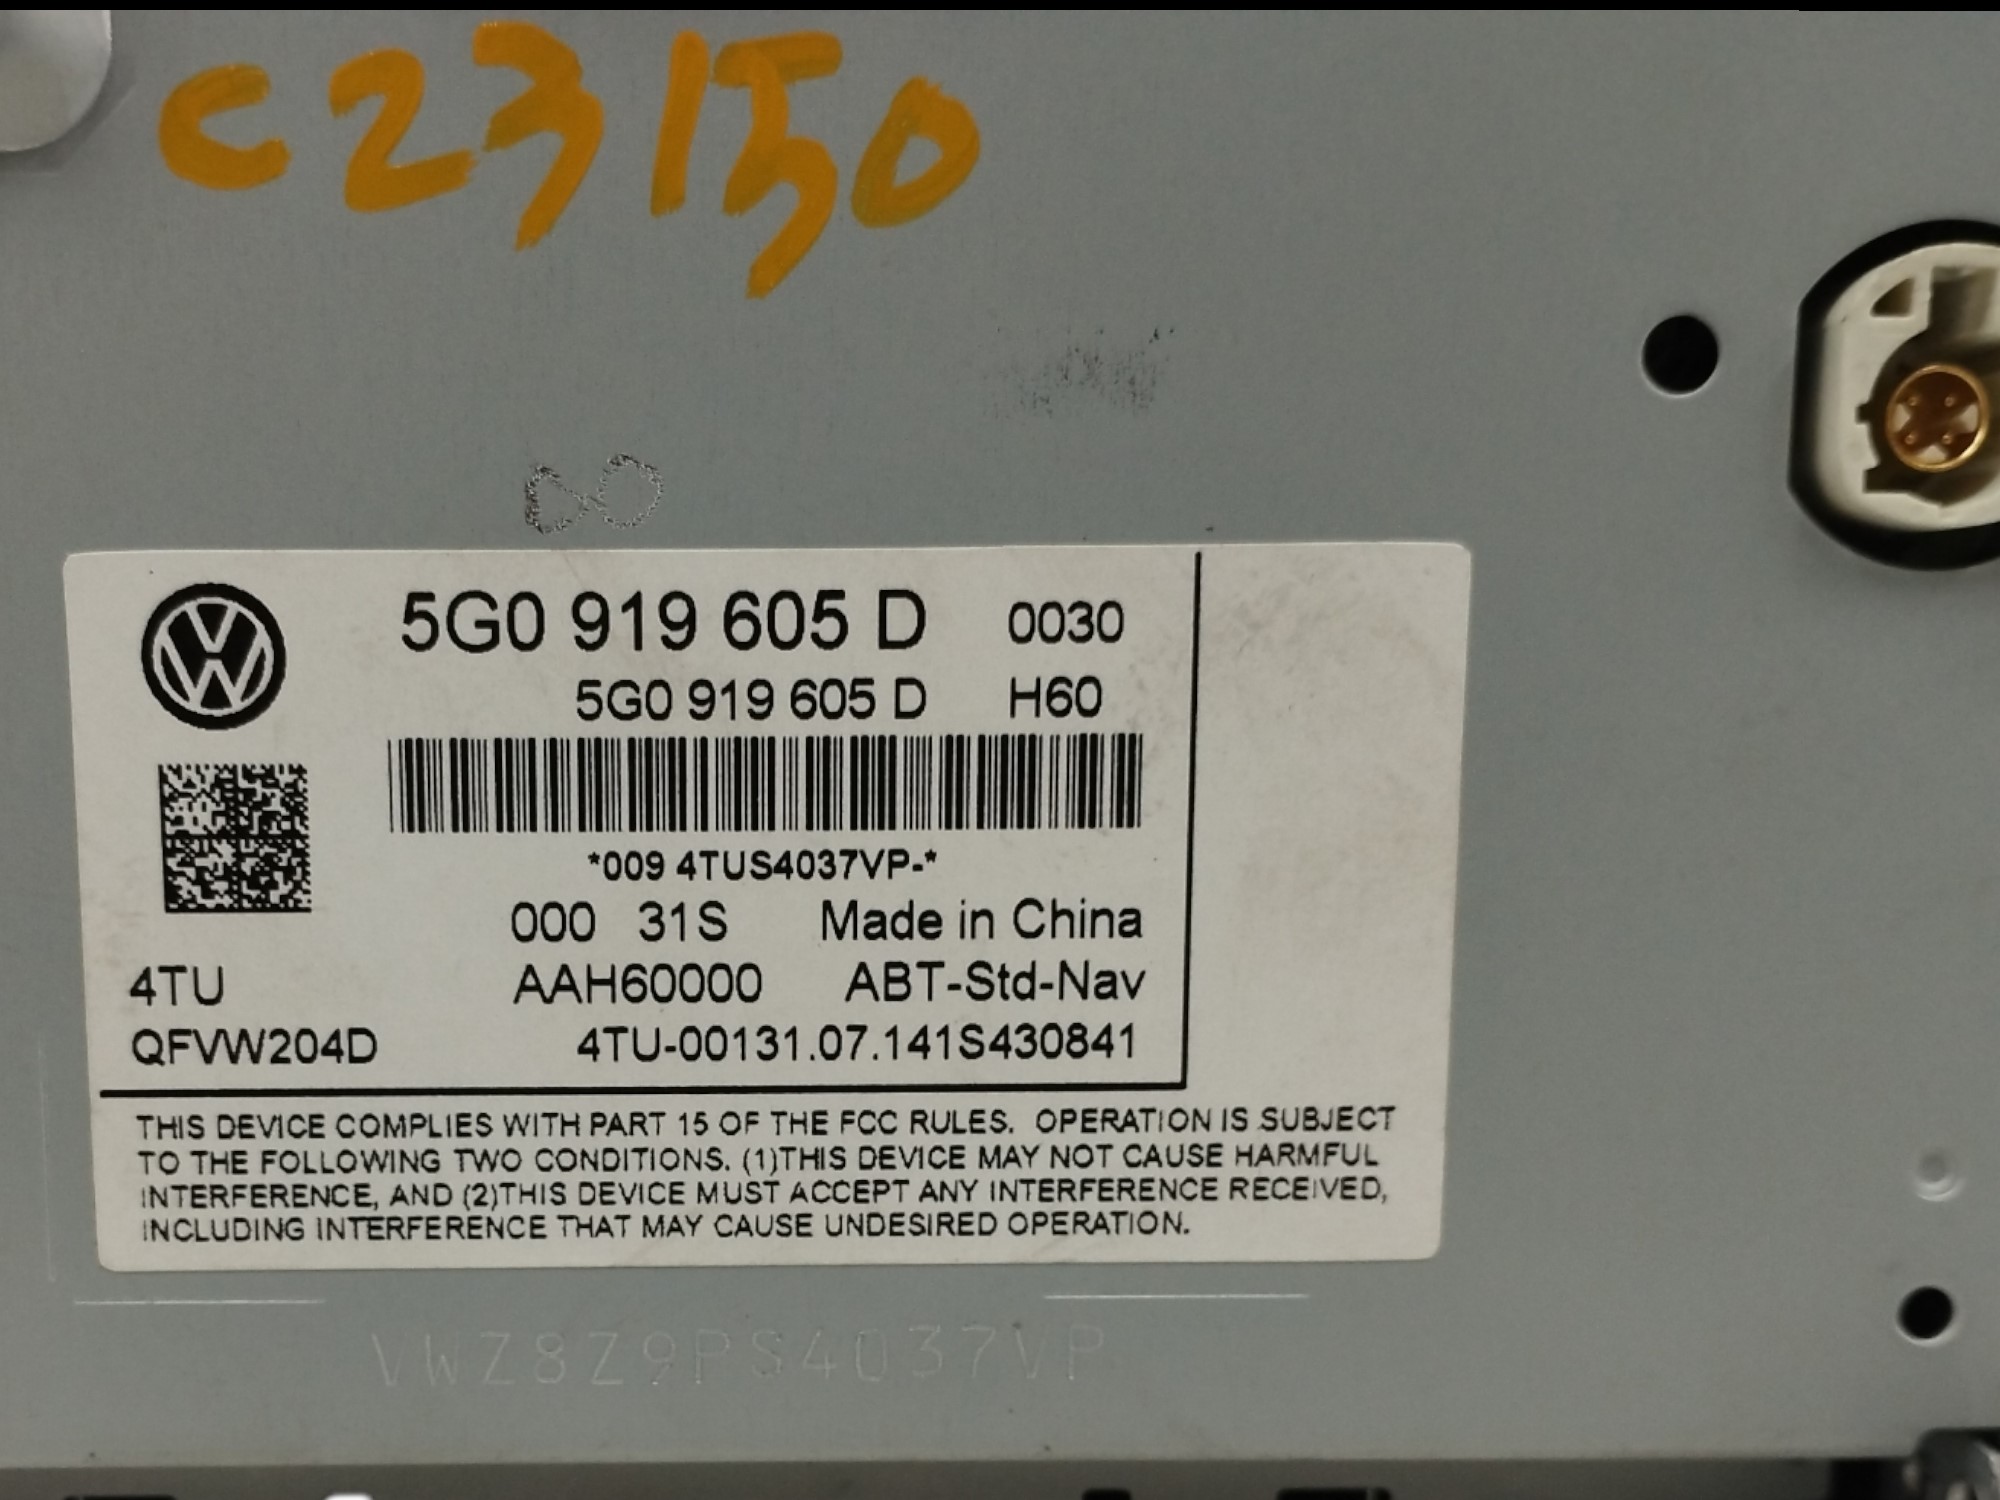 C23150
5G0 919 605 D 0030
5G0 919 605 D H60
*009 4TUS4037VP-*
000 31S Made in China
4TU AAH60000 ABT-Std-Nav
QFVW204D 4TU-00131.07.141S430841
THIS DEVICE COMPLIES WITH PART 15 OF THE FCC RULES. OPERATION IS SUBJECT
TO THE FOLLOWING TWO CONDITIONS. (1)THIS DEVICE MAY NOT CAUSE HARMFUL
INTERFERENCE, AND (2)THIS DEVICE MUST ACCEPT ANY INTERFERENCE RECEIVED,
INCLUDING INTERFERENCE THAT MAY CAUSE UNDESIRED OPERATION.
VWZ8Z9PS4037VP